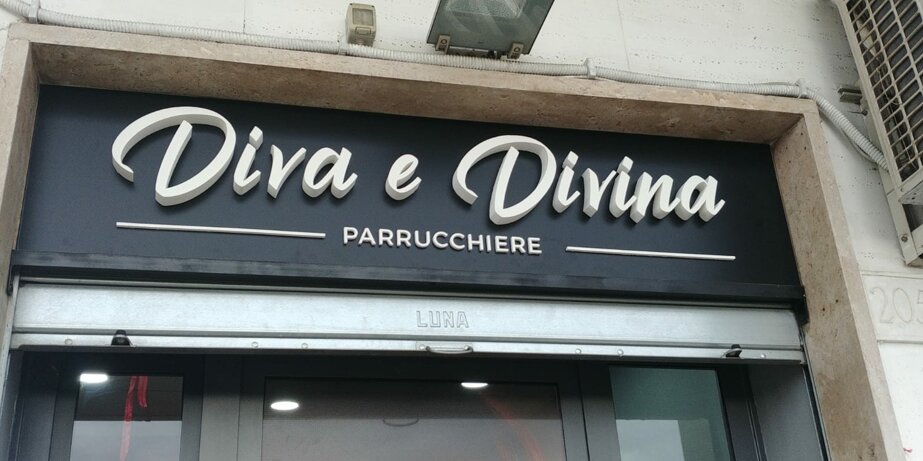 Diva e Divina
PARRUCCHIERE
LUNA